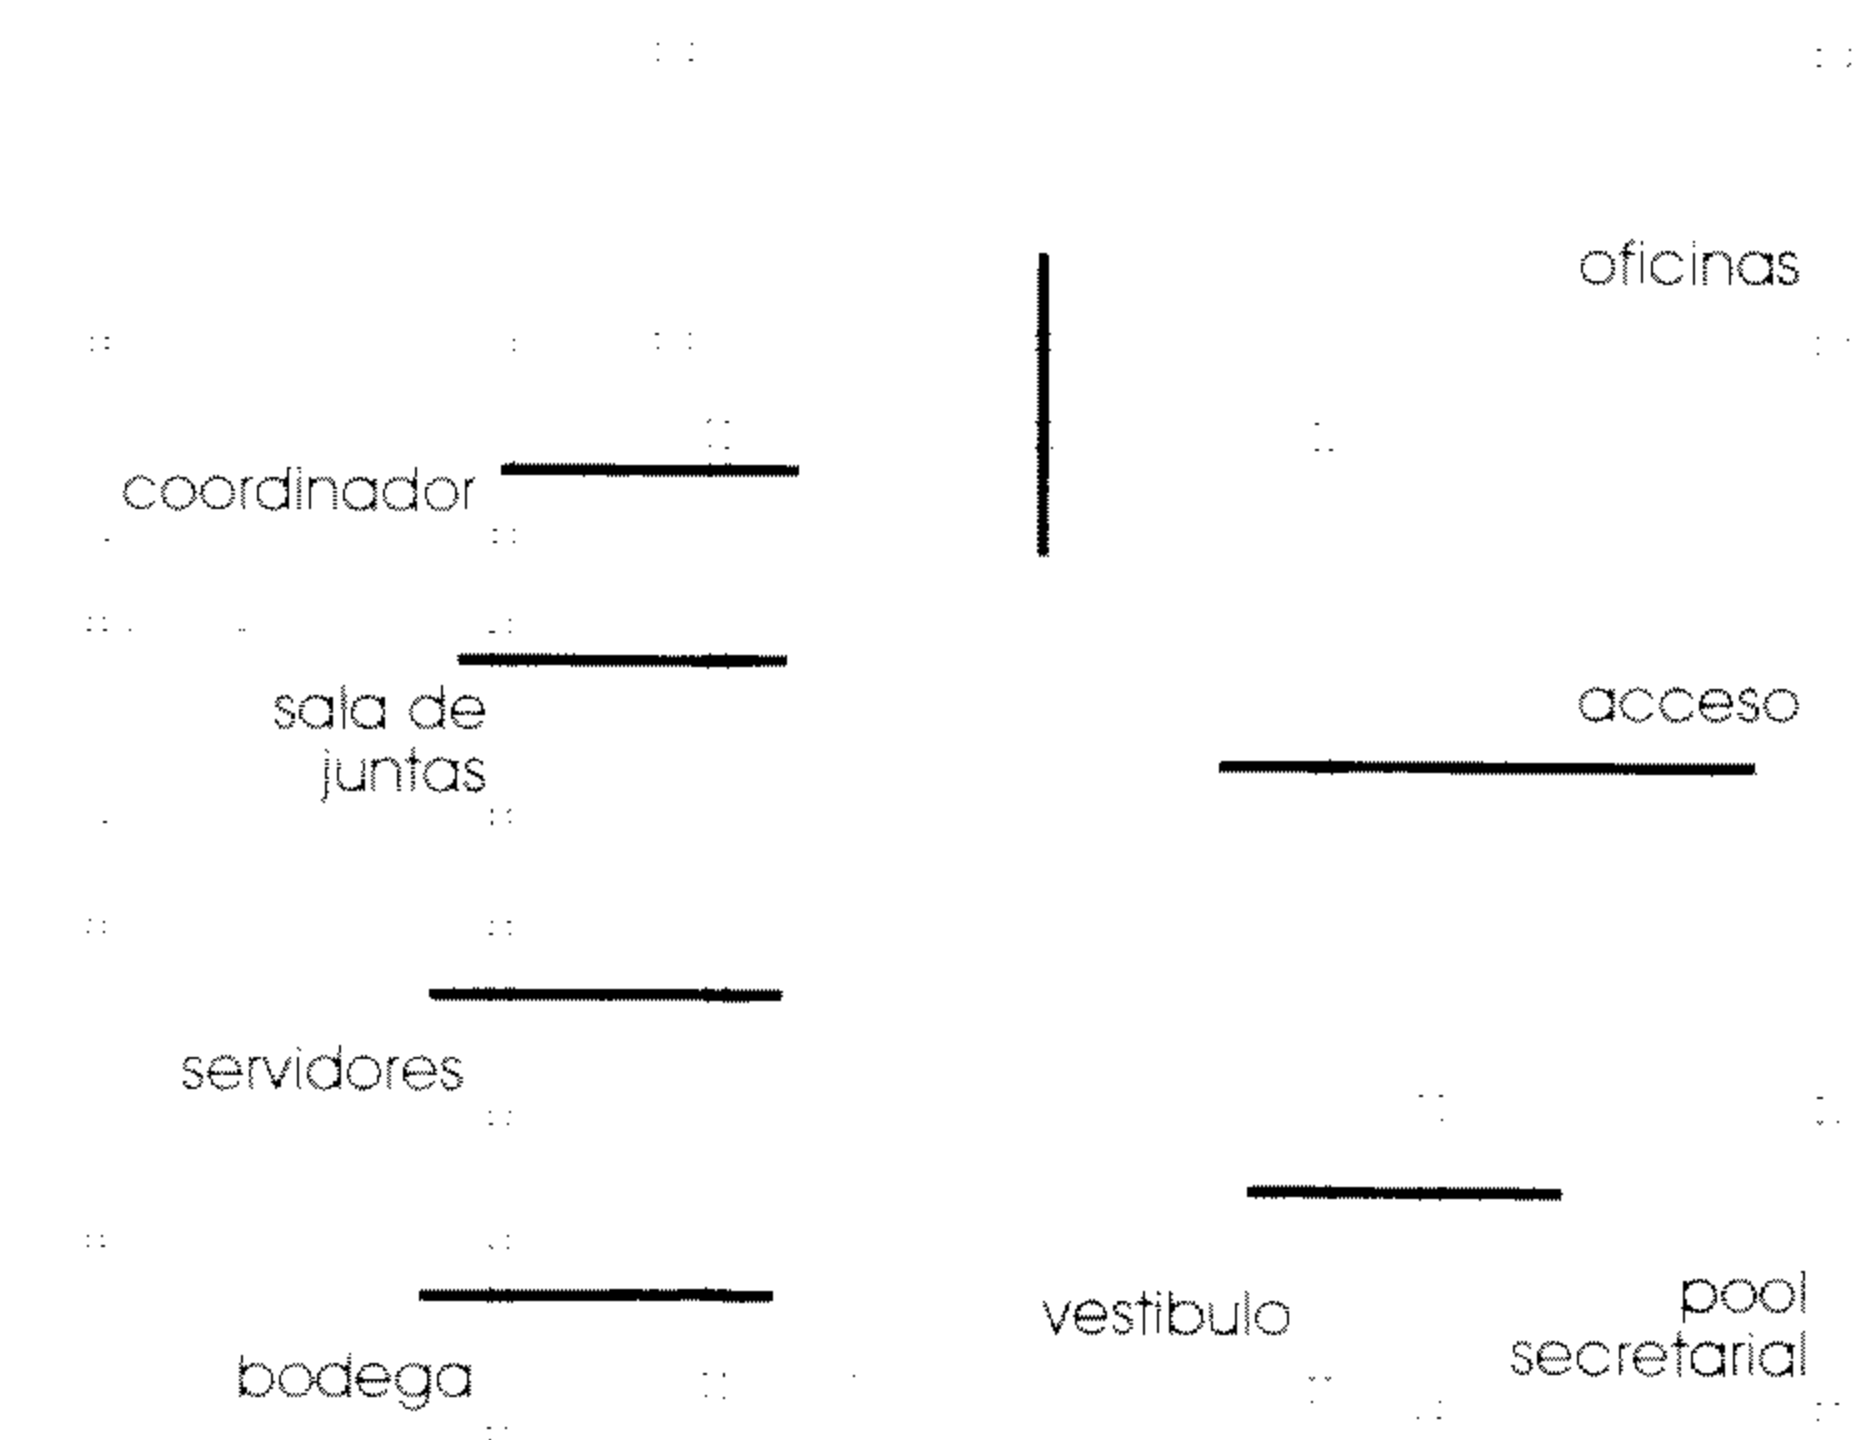 oficinas
coordinador
sala de
juntas
acceso
servidores
vestibulo
pool
secretarial
bodega